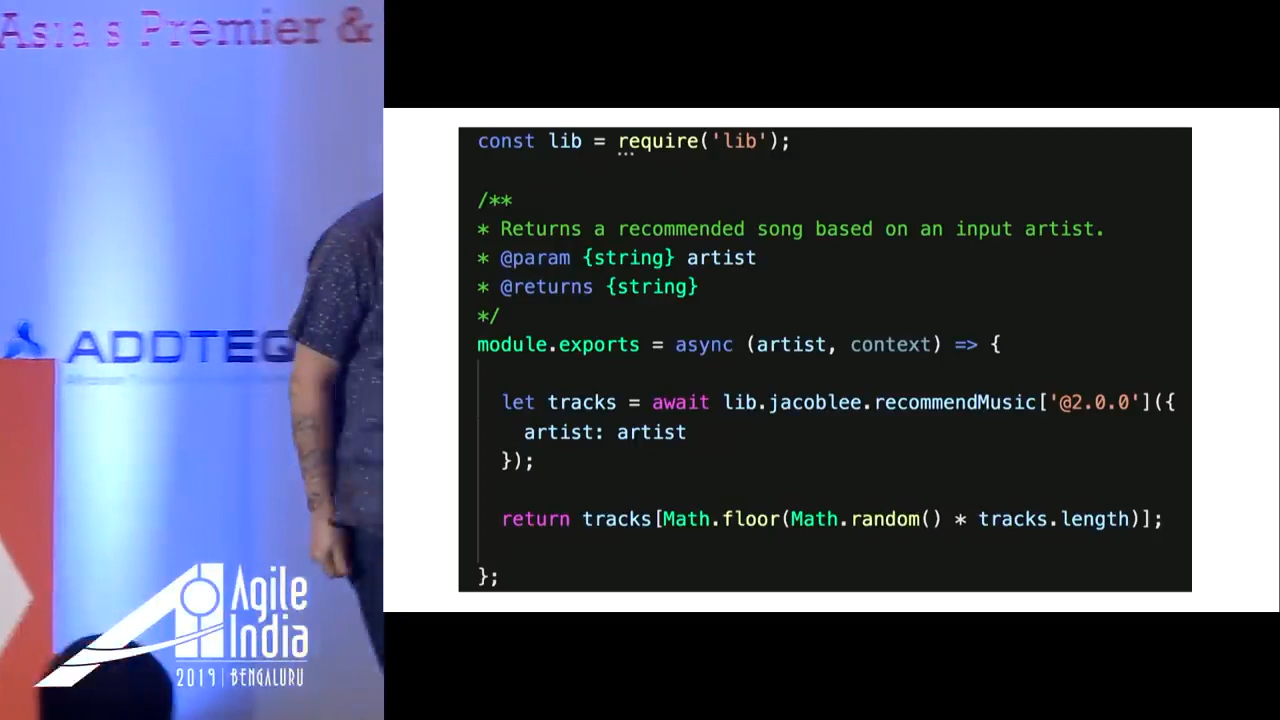 Asia's Premier &
ADDTEQ
Agile
India
2019 | BENGALURU
const lib = require('lib');
/**
* Returns a recommended song based on an input artist.
* @param {string} artist
* @returns {string}
*/
module.exports = async (artist, context) => {
let tracks = await lib.jacoblee.recommendMusic['@2.0.0']({
artist: artist
});
return tracks[Math.floor(Math.random() * tracks.length)];
};